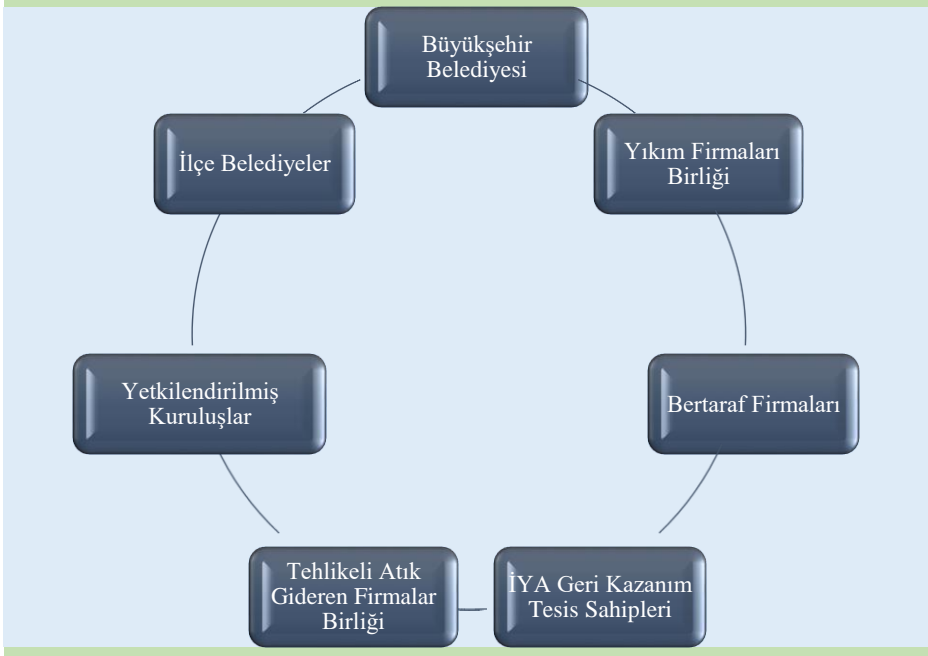 Büyükşehir
Belediyesi
Yıkım Firmaları
Birliği
Bertaraf Firmaları
İYA Geri Kazanım
Tesis Sahipleri
Tehlikeli Atık
Gideren Firmalar
Birliği
Yetkilendirilmiş
Kuruluşlar
İlçe Belediyeler